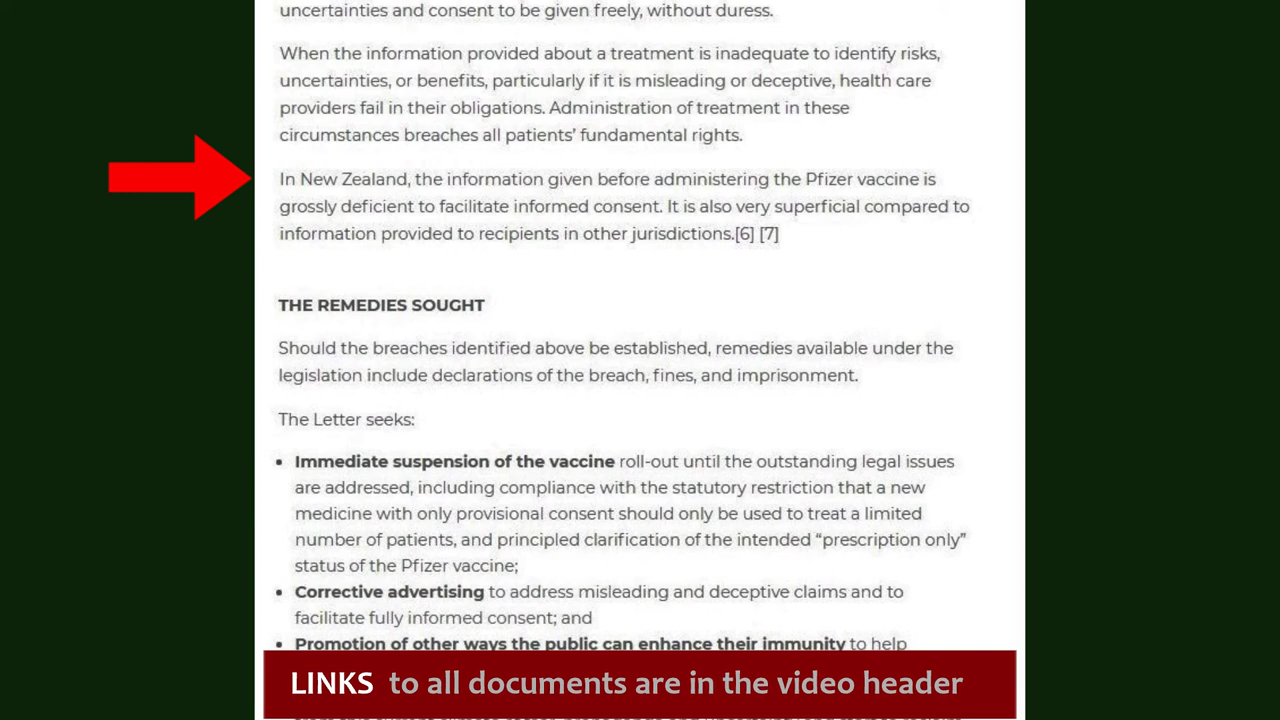 uncertainties and consent to be given freely, without duress.
When the information provided about a treatment is inadequate to identify risks,
uncertainties, or benefits, particularly if it is misleading or deceptive, health care
providers fail in their obligations. Administration of treatment in these
circumstances breaches all patients’ fundamental rights.
In New Zealand, the information given before administering the Pfizer vaccine is
grossly deficient to facilitate informed consent. It is also very superficial compared to
information provided to recipients in other jurisdictions.[6] [7]
THE REMEDIES SOUGHT
Should the breaches identified above be established, remedies available under the
legislation include declarations of the breach, fines, and imprisonment.
The Letter seeks:
• Immediate suspension of the vaccine roll-out until the outstanding legal issues
are addressed, including compliance with the statutory restriction that a new
medicine with only provisional consent should only be used to treat a limited
number of patients, and principled clarification of the intended “prescription only”
status of the Pfizer vaccine;
• Corrective advertising to address misleading and deceptive claims and to
facilitate fully informed consent; and
• Promotion of other ways the public can enhance their immunity to help
LINKS to all documents are in the video header